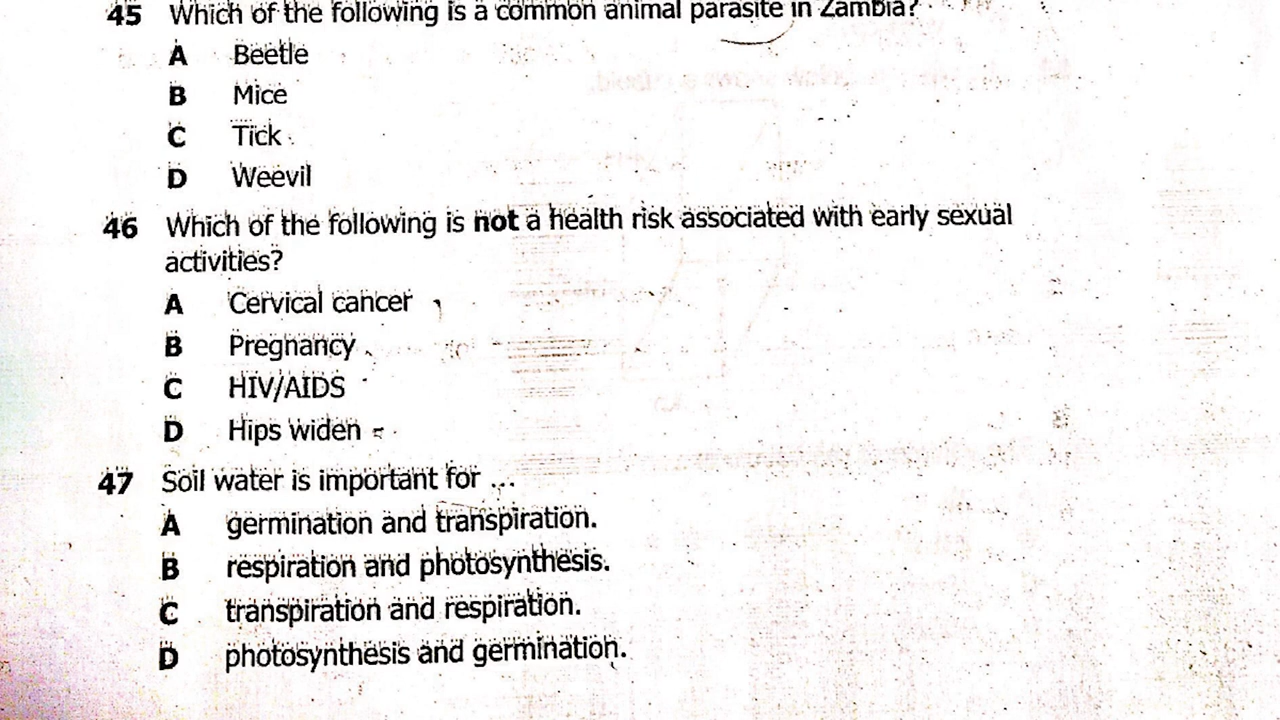 45 Which of the following is a common animal parasite in Zambia?
A Beetle
B Mice
C Tick
D Weevil
46 Which of the following is not a health risk associated with early sexual
activities?
A Cervical cancer
B Pregnancy
C HIV/AIDS
D Hips widen
47 Soil water is important for ...
A germination and transpiration.
B respiration and photosynthesis.
C transpiration and respiration.
D photosynthesis and germination.